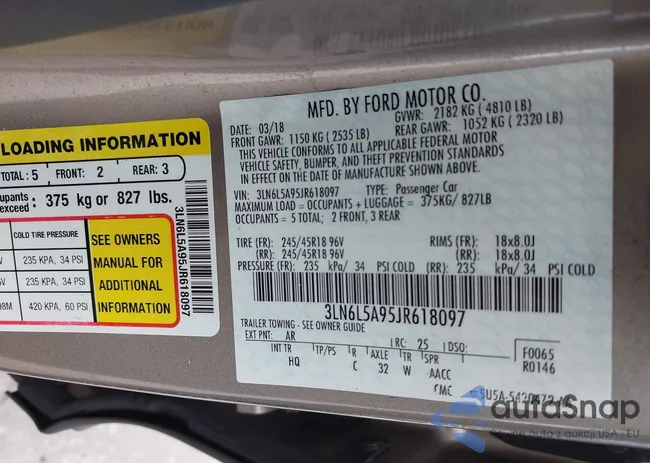 LOADING INFORMATION
TOTAL: 5 FRONT: 2 REAR: 3
upants
exceed: 375 kg or 827 lbs.
COLD TIRE PRESSURE
235 KPA, 34 PSI
235 KPA, 34 PSI
98M 420 KPA, 60 PSI
SEE OWNERS
MANUAL FOR
ADDITIONAL
INFORMATION
3LN6L5A95JR618097
MFD. BY FORD MOTOR CO.
DATE: 03/18 GVWR: 2182 KG ( 4810 LB)
FRONT GAWR: 1150 KG ( 2535 LB) REAR GAWR: 1052 KG ( 2320 LB)
THIS VEHICLE CONFORMS TO ALL APPLICABLE FEDERAL MOTOR
VEHICLE SAFETY, BUMPER, AND THEFT PREVENTION STANDARDS
IN EFFECT ON THE DATE OF MANUFACTURE SHOWN ABOVE.
VIN: 3LN6L5A95JR618097 TYPE: Passenger Car
MAXIMUM LOAD = OCCUPANTS + LUGGAGE = 375KG/ 827LB
OCCUPANTS = 5 TOTAL; 2 FRONT, 3 REAR
TIRE (FR): 245/45R18 96V RIMS (FR): 18x8.0J
(RR): 245/45R18 96V (RR): 18x8.0J
PRESSURE (FR): 235 kPa/ 34 PSI COLD (RR): 235 kPa/ 34 PSI COLD
3LN6L5A95JR618097
TRAILER TOWING - SEE OWNER GUIDE
EXT PNT: AR RC: 25 DSO: F0065
INT TR TP/PS R AXLE TR SPR R0146
HQ C 32 W AACC
autoSnap